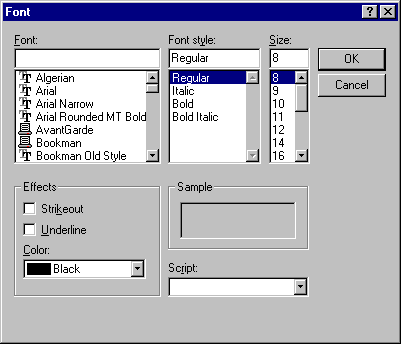 Font
Font:
Font style:
Size:
Regular
8
OK
Cancel
Algerian
Arial
Arial Narrow
Arial Rounded MT Bold
AvantGarde
Bookman
Bookman Old Style
Regular
Italic
Bold
Bold Italic
8
9
10
11
12
14
16
Effects
Strikeout
Underline
Color:
Black
Sample
Script: